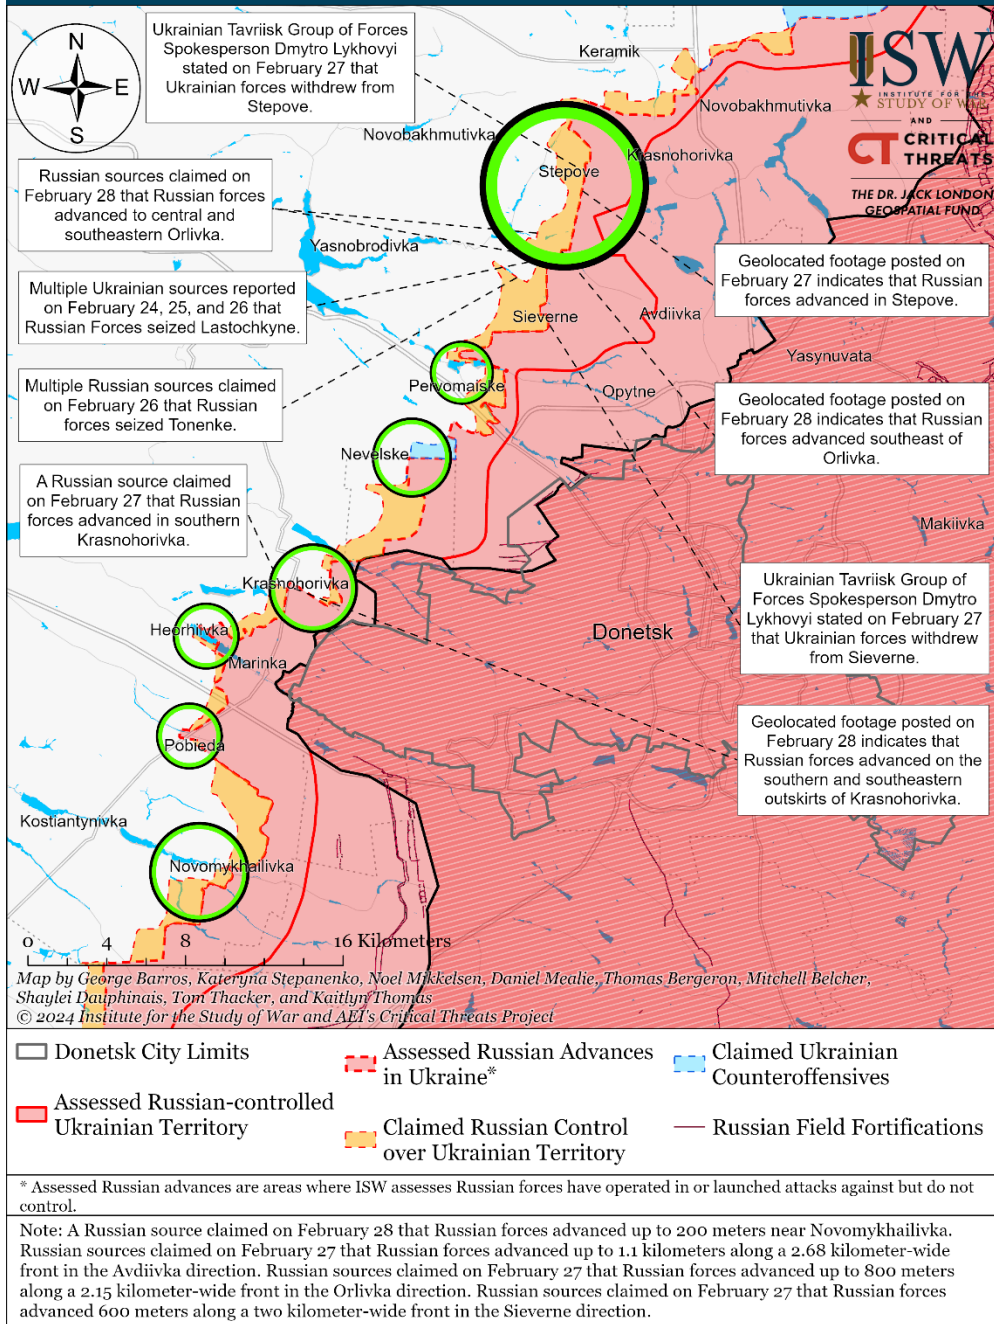 Ukrainian Tavriisk Group of Forces
Spokesperson Dmytro Lykhovyi
stated on February 27 that
Ukrainian forces withdrew from
Stepove.
N
W
E
S
Keramik
ISW
INSTITUTE FOR THE
STUDY OF WAR
AND
CT CRITICAL
THREATS
THE DR. JACK LONDON
GEOSPATIAL FUND
Novobakhmutivka
Novobakhmutivka
Krasnohorivka
Stepove
Russian sources claimed on
February 28 that Russian forces
advanced to central and
southeastern Orlivka.
Yasnobrodivka
Geolocated footage posted on
February 27 indicates that Russian
forces advanced in Stepove.
Multiple Ukrainian sources reported
on February 24, 25, and 26 that
Russian Forces seized Lastochkyne.
Sieverne
Avdiivka
Yasynuvata
Multiple Russian sources claimed
on February 26 that Russian
forces seized Tonenke.
Pervomaiske
Opytne
Geolocated footage posted on
February 28 indicates that Russian
forces advanced southeast of
Orlivka.
Nevelske
A Russian source claimed
on February 27 that Russian
forces advanced in southern
Krasnohorivka.
Makiivka
Krasnohorivka
Ukrainian Tavriisk Group of
Forces Spokesperson Dmytro
Lykhovyi stated on February 27
that Ukrainian forces withdrew
from Sieverne.
Heorhiivka
Donetsk
Marinka
Geolocated footage posted on
February 28 indicates that
Russian forces advanced on the
southern and southeastern
outskirts of Krasnohorivka.
Pobieda
Kostiantynivka
Novomykhailivka
0 4 8 16 Kilometers
Map by George Barros, Kateryna Stepanenko, Noel Mikkelsen, Daniel Mealie, Thomas Bergeron, Mitchell Belcher,
Shaylei Dauphinais, Tom Thacker, and Kaitlyn Thomas
© 2024 Institute for the Study of War and AEI's Critical Threats Project
Donetsk City Limits
Assessed Russian-controlled
Ukrainian Territory
Assessed Russian Advances
in Ukraine*
Claimed Russian Control
over Ukrainian Territory
Claimed Ukrainian
Counteroffensives
Russian Field Fortifications
* Assessed Russian advances are areas where ISW assesses Russian forces have operated in or launched attacks against but do not
control.
Note: A Russian source claimed on February 28 that Russian forces advanced up to 200 meters near Novomykhailivka.
Russian sources claimed on February 27 that Russian forces advanced up to 1.1 kilometers along a 2.68 kilometer-wide
front in the Avdiivka direction. Russian sources claimed on February 27 that Russian forces advanced up to 800 meters
along a 2.15 kilometer-wide front in the Orlivka direction. Russian sources claimed on February 27 that Russian forces
advanced 600 meters along a two kilometer-wide front in the Sieverne direction.